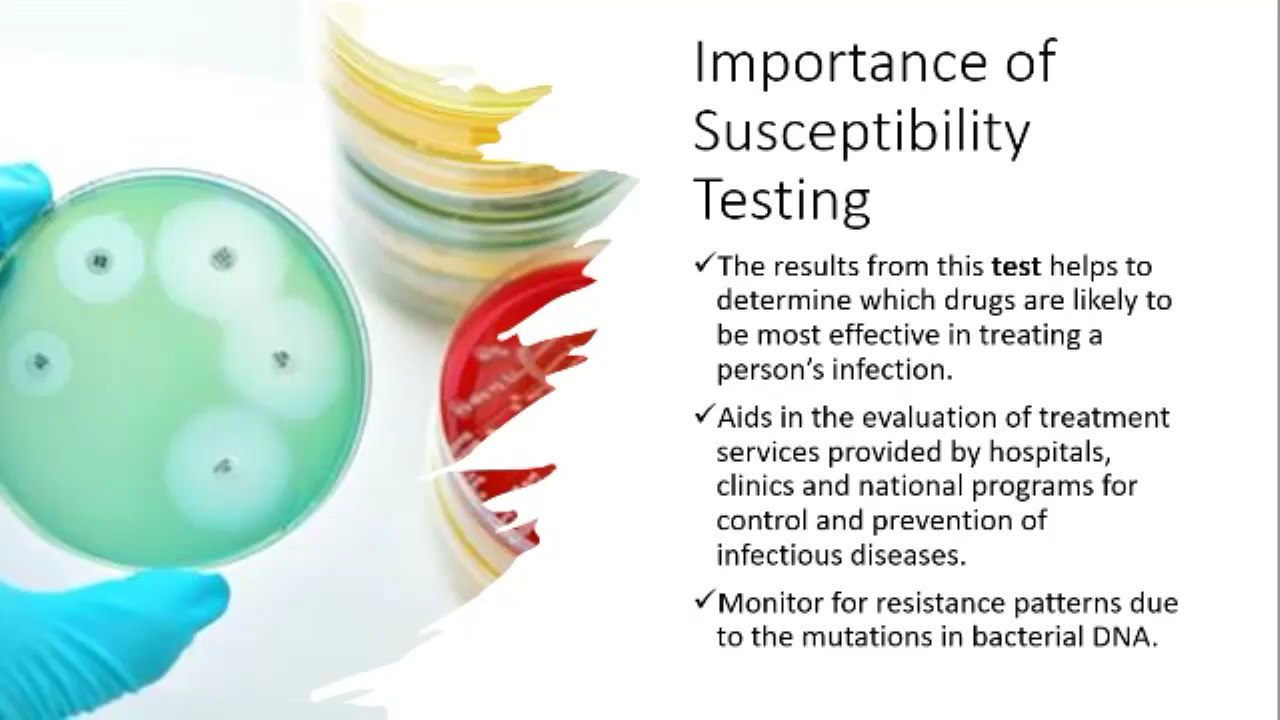 Importance of
Susceptibility
Testing
✓The results from this test helps to
determine which drugs are likely to
be most effective in treating a
person’s infection.
✓Aids in the evaluation of treatment
services provided by hospitals,
clinics and national programs for
control and prevention of
infectious diseases.
✓Monitor for resistance patterns due
to the mutations in bacterial DNA.